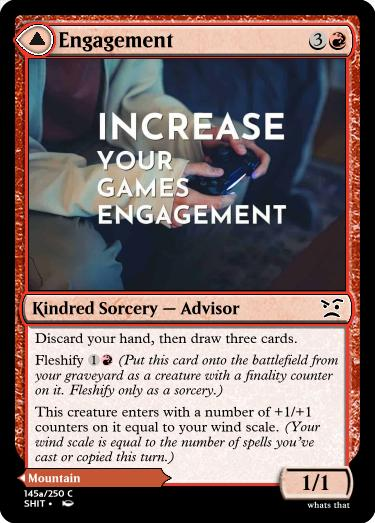 Engagement 3
INCREASE
YOUR
GAMES
ENGAGEMENT
Kindred Sorcery — Advisor
Discard your hand, then draw three cards.
Fleshify 1 (Put this card onto the battlefield from
your graveyard as a creature with a finality counter
on it. Fleshify only as a sorcery.)
This creature enters with a number of +1/+1
counters on it equal to your wind scale. (Your
wind scale is equal to the number of spells you’ve
cast or copied this turn.)
Mountain
1/1
145a/250 C
SHIT •
whats that